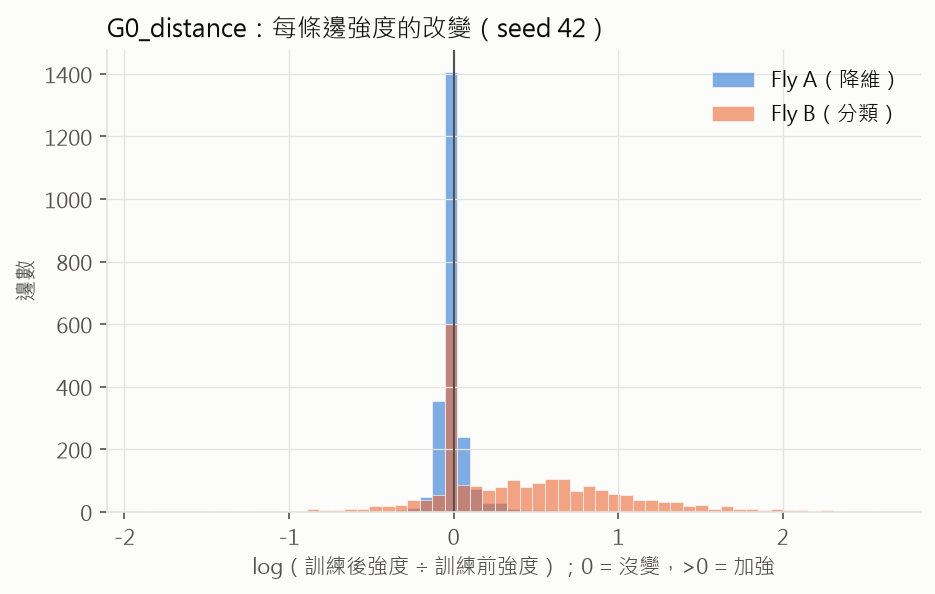 G0_distance：每條邊強度的改變（seed 42）
Fly A（降維）
Fly B（分類）
1400
1200
1000
800
600
400
200
0
邊數
-2
-1
0
1
2
log（訓練後強度 ÷ 訓練前強度）；0 = 沒變，>0 = 加強